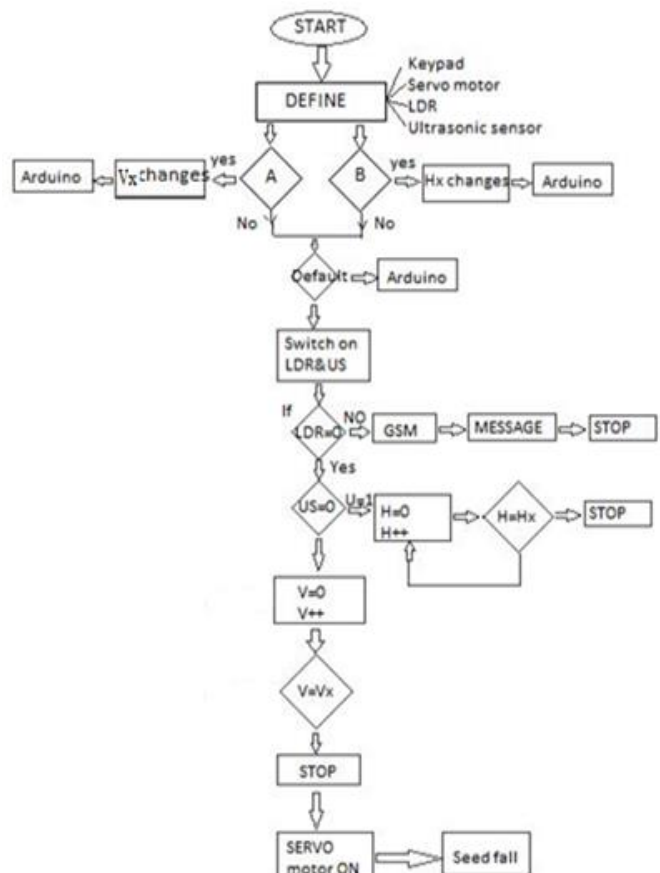 START
DEFINE
Keypad
Servo motor
LDR
Ultrasonic sensor
Arduino
Vx changes
yes
A
B
yes
Hx changes
Arduino
No
No
Default
Arduino
Switch on
LDR&US
If
LDR=0
NO
GSM
MESSAGE
STOP
Yes
US=0
U=1
H=0
H++
H=Hx
STOP
V=0
V++
V=Vx
STOP
SERVO
motor ON
Seed fall